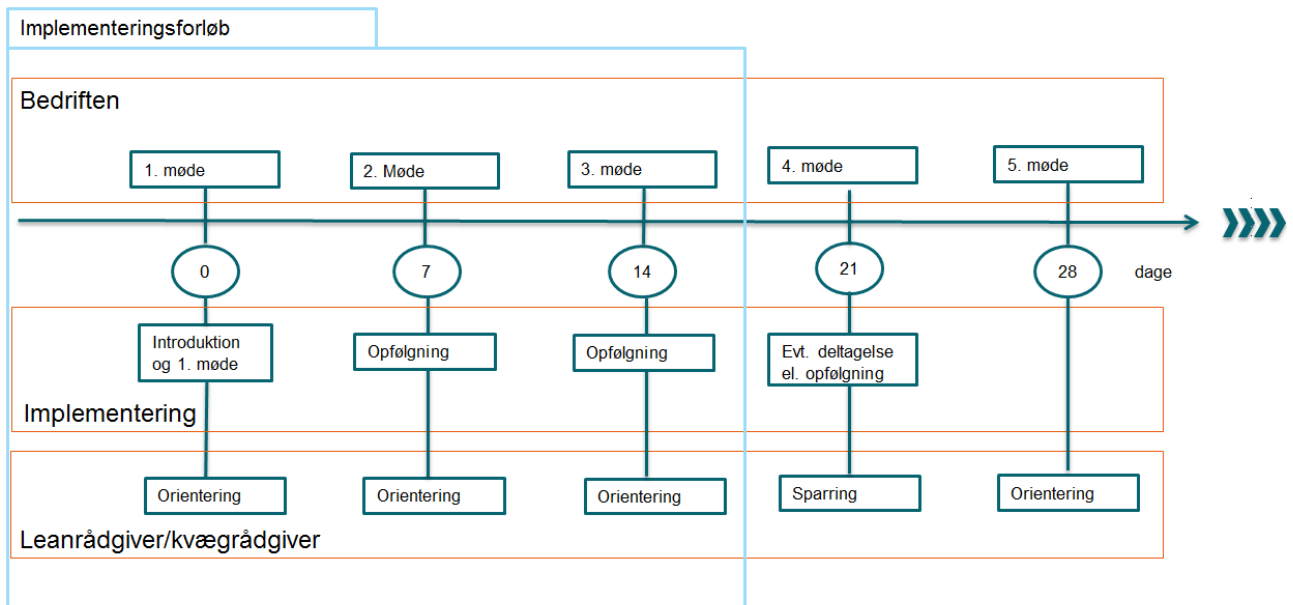 Implementeringsforløb
Bedriften
1. møde
2. Møde
3. møde
4. møde
5. møde
0
7
14
21
28
dage
Introduktion
og 1. møde
Opfølgning
Opfølgning
Evt. deltagelse
el. opfølgning
Implementering
Orientering
Orientering
Orientering
Sparring
Orientering
Leanrådgiver/kvægrådgiver